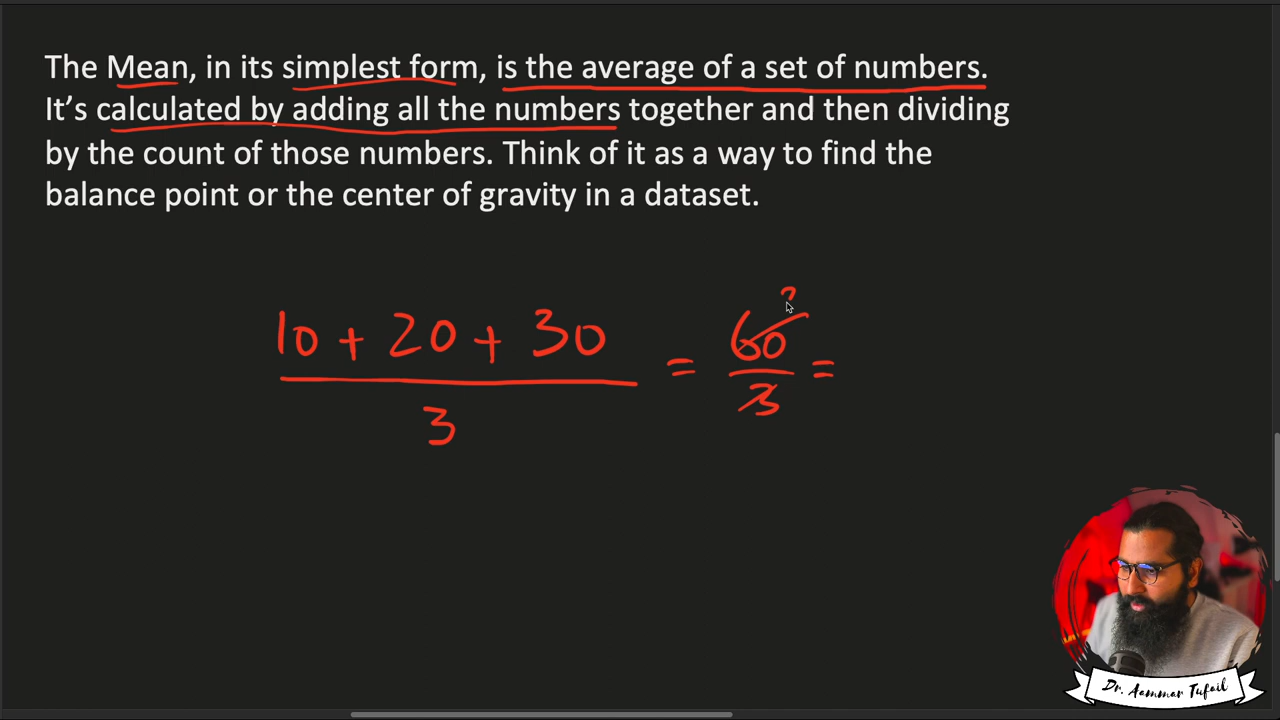 The Mean, in its simplest form, is the average of a set of numbers.
It’s calculated by adding all the numbers together and then dividing
by the count of those numbers. Think of it as a way to find the
balance point or the center of gravity in a dataset.
10 + 20 + 30 = 60 =
3 3
Dr. Aammar Tufail